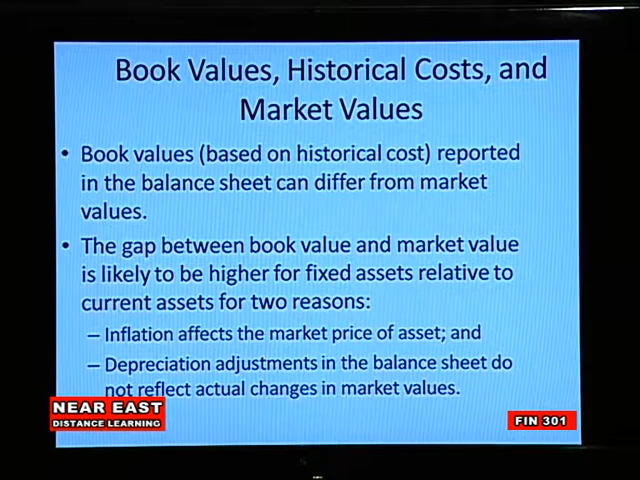 Book Values, Historical Costs, and
Market Values
• Book values (based on historical cost) reported
in the balance sheet can differ from market
values.
• The gap between book value and market value
is likely to be higher for fixed assets relative to
current assets for two reasons:
– Inflation affects the market price of asset; and
– Depreciation adjustments in the balance sheet do
not reflect actual changes in market values.
NEAR EAST
DISTANCE LEARNING
FIN 301